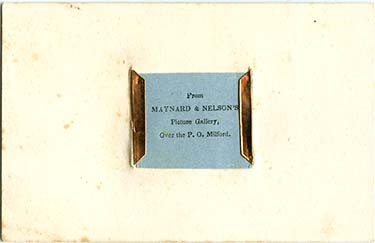 From
MAYNARD & NELSON'S
Picture Gallery,
Over the P. O. Milford.